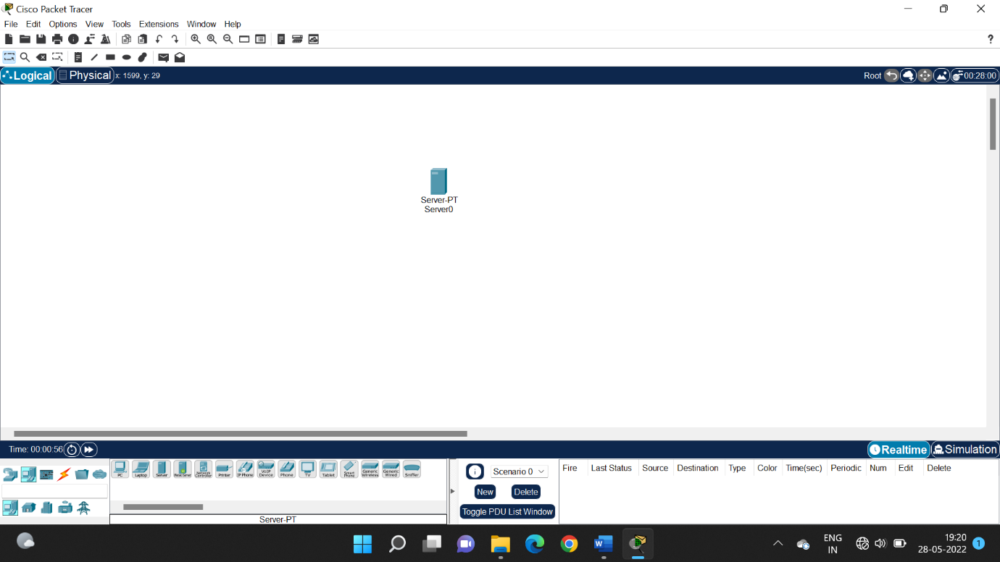 Cisco Packet Tracer
File Edit Options View Tools Extensions Window Help
?
Logical Physical x: 1599, y: 29 Root 00:28:00
Server-PT
Server0
Time: 00:00:56 Realtime Simulation
PC Laptop Server Network Controller Printer IP Phone VoIP Device Phone TV Tablet Smart Phone Generic Wireless Generic Wired Sniffer
Scenario 0
New Delete
Toggle PDU List Window
Fire Last Status Source Destination Type Color Time(sec) Periodic Num Edit Delete
Server-PT
ENG
IN
19:20
28-05-2022
1